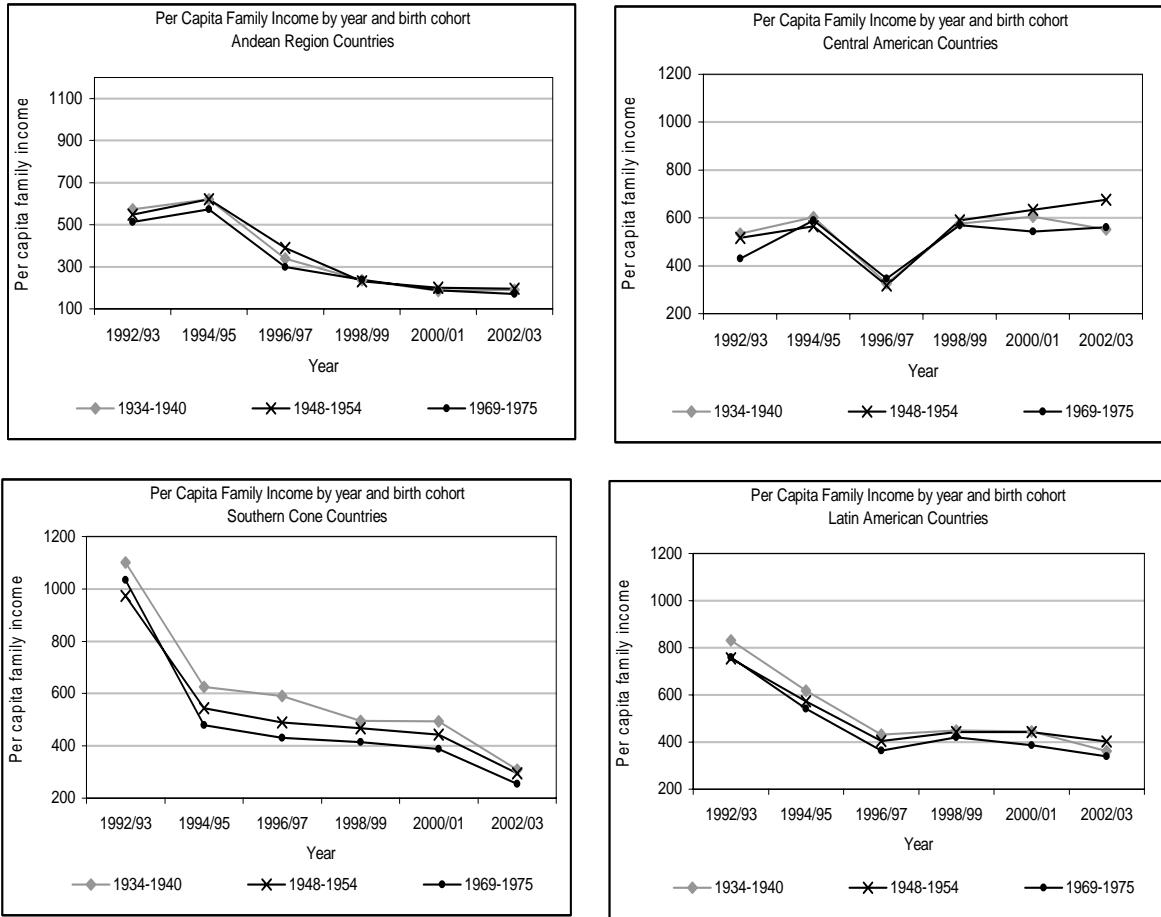 Per Capita Family Income by year and birth cohort
Andean Region Countries
Per capita family income
1100
900
700
500
300
100
1992/93 1994/95 1996/97 1998/99 2000/01 2002/03
Year
1934-1940 1948-1954 1969-1975
Per Capita Family Income by year and birth cohort
Central American Countries
Per capita family income
1200
1000
800
600
400
200
1992/93 1994/95 1996/97 1998/99 2000/01 2002/03
Year
1934-1940 1948-1954 1969-1975
Per Capita Family Income by year and birth cohort
Southern Cone Countries
Per capita family income
1200
1000
800
600
400
200
1992/93 1994/95 1996/97 1998/99 2000/01 2002/03
Year
1934-1940 1948-1954 1969-1975
Per Capita Family Income by year and birth cohort
Latin American Countries
Per capita family income
1200
1000
800
600
400
200
1992/93 1994/95 1996/97 1998/99 2000/01 2002/03
Year
1934-1940 1948-1954 1969-1975